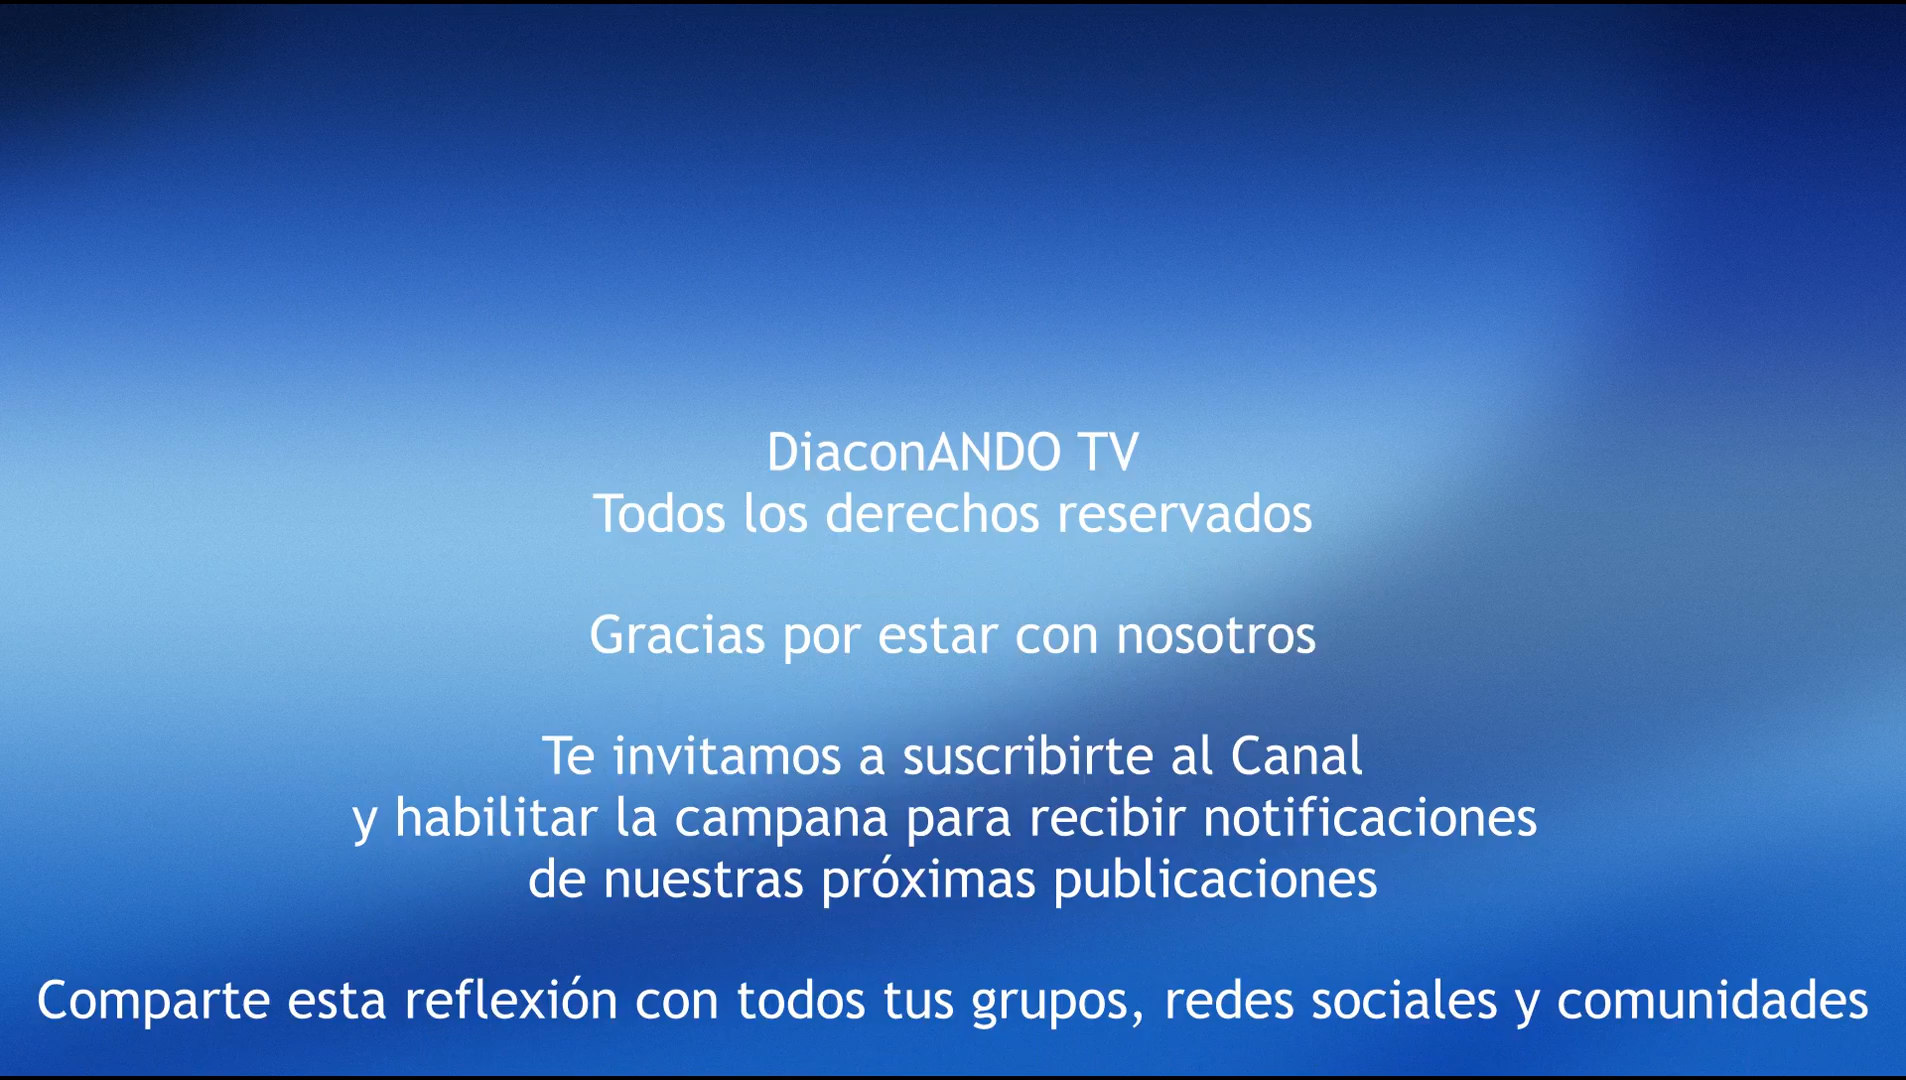 DiaconANDO TV
Todos los derechos reservados
Gracias por estar con nosotros
Te invitamos a suscribirte al Canal
y habilitar la campana para recibir notificaciones
de nuestras próximas publicaciones
Comparte esta reflexión con todos tus grupos, redes sociales y comunidades